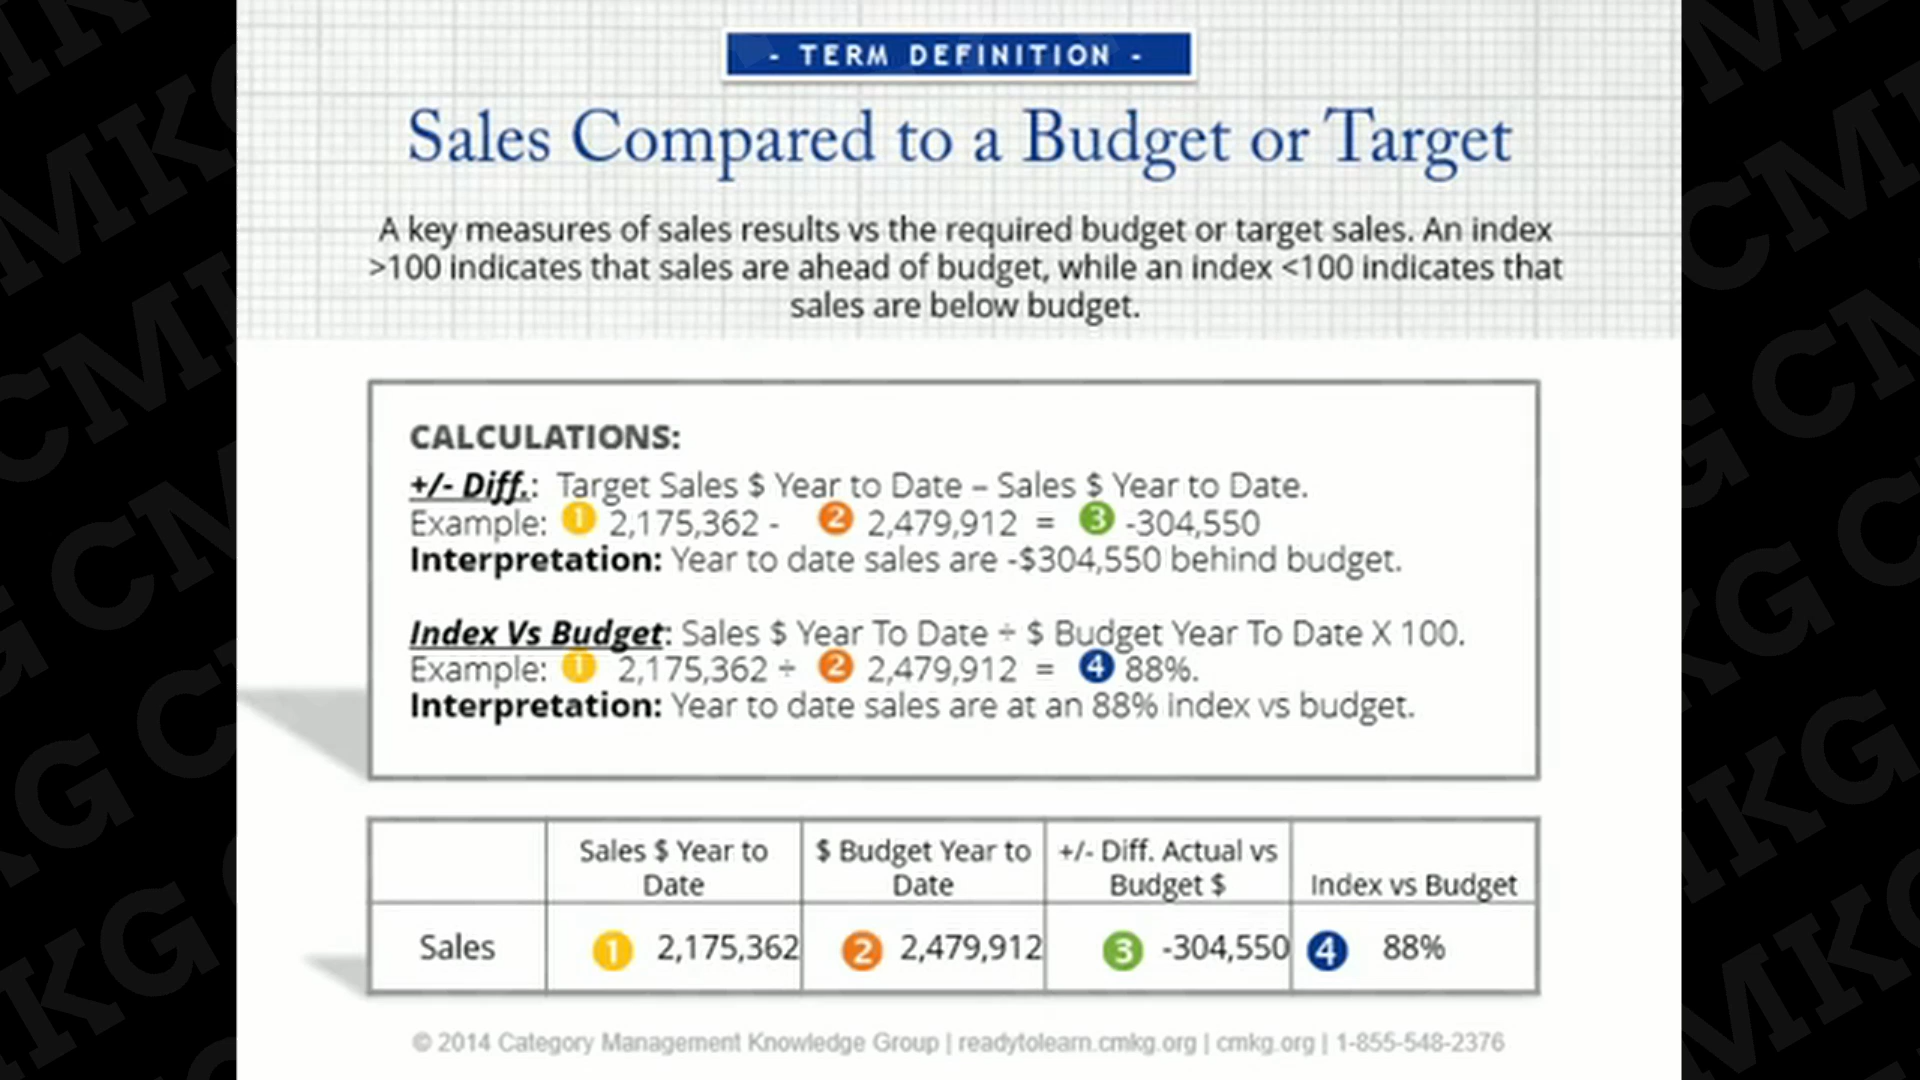 - TERM DEFINITION -
Sales Compared to a Budget or Target
A key measures of sales results vs the required budget or target sales. An index
>100 indicates that sales are ahead of budget, while an index <100 indicates that
sales are below budget.
CALCULATIONS:
+/- Diff.: Target Sales $ Year to Date – Sales $ Year to Date.
Example: 1 2,175,362 - 2 2,479,912 = 3 -304,550
Interpretation: Year to date sales are -$304,550 behind budget.
Index Vs Budget: Sales $ Year To Date ÷ $ Budget Year To Date X 100.
Example: 1 2,175,362 ÷ 2 2,479,912 = 4 88%.
Interpretation: Year to date sales are at an 88% index vs budget.
Sales $ Year to Date
$ Budget Year to Date
+/- Diff. Actual vs Budget $
Index vs Budget
Sales 1 2,175,362 2 2,479,912 3 -304,550 4 88%
© 2014 Category Management Knowledge Group | readytolearn.cmkg.org | cmkg.org | 1-855-548-2376